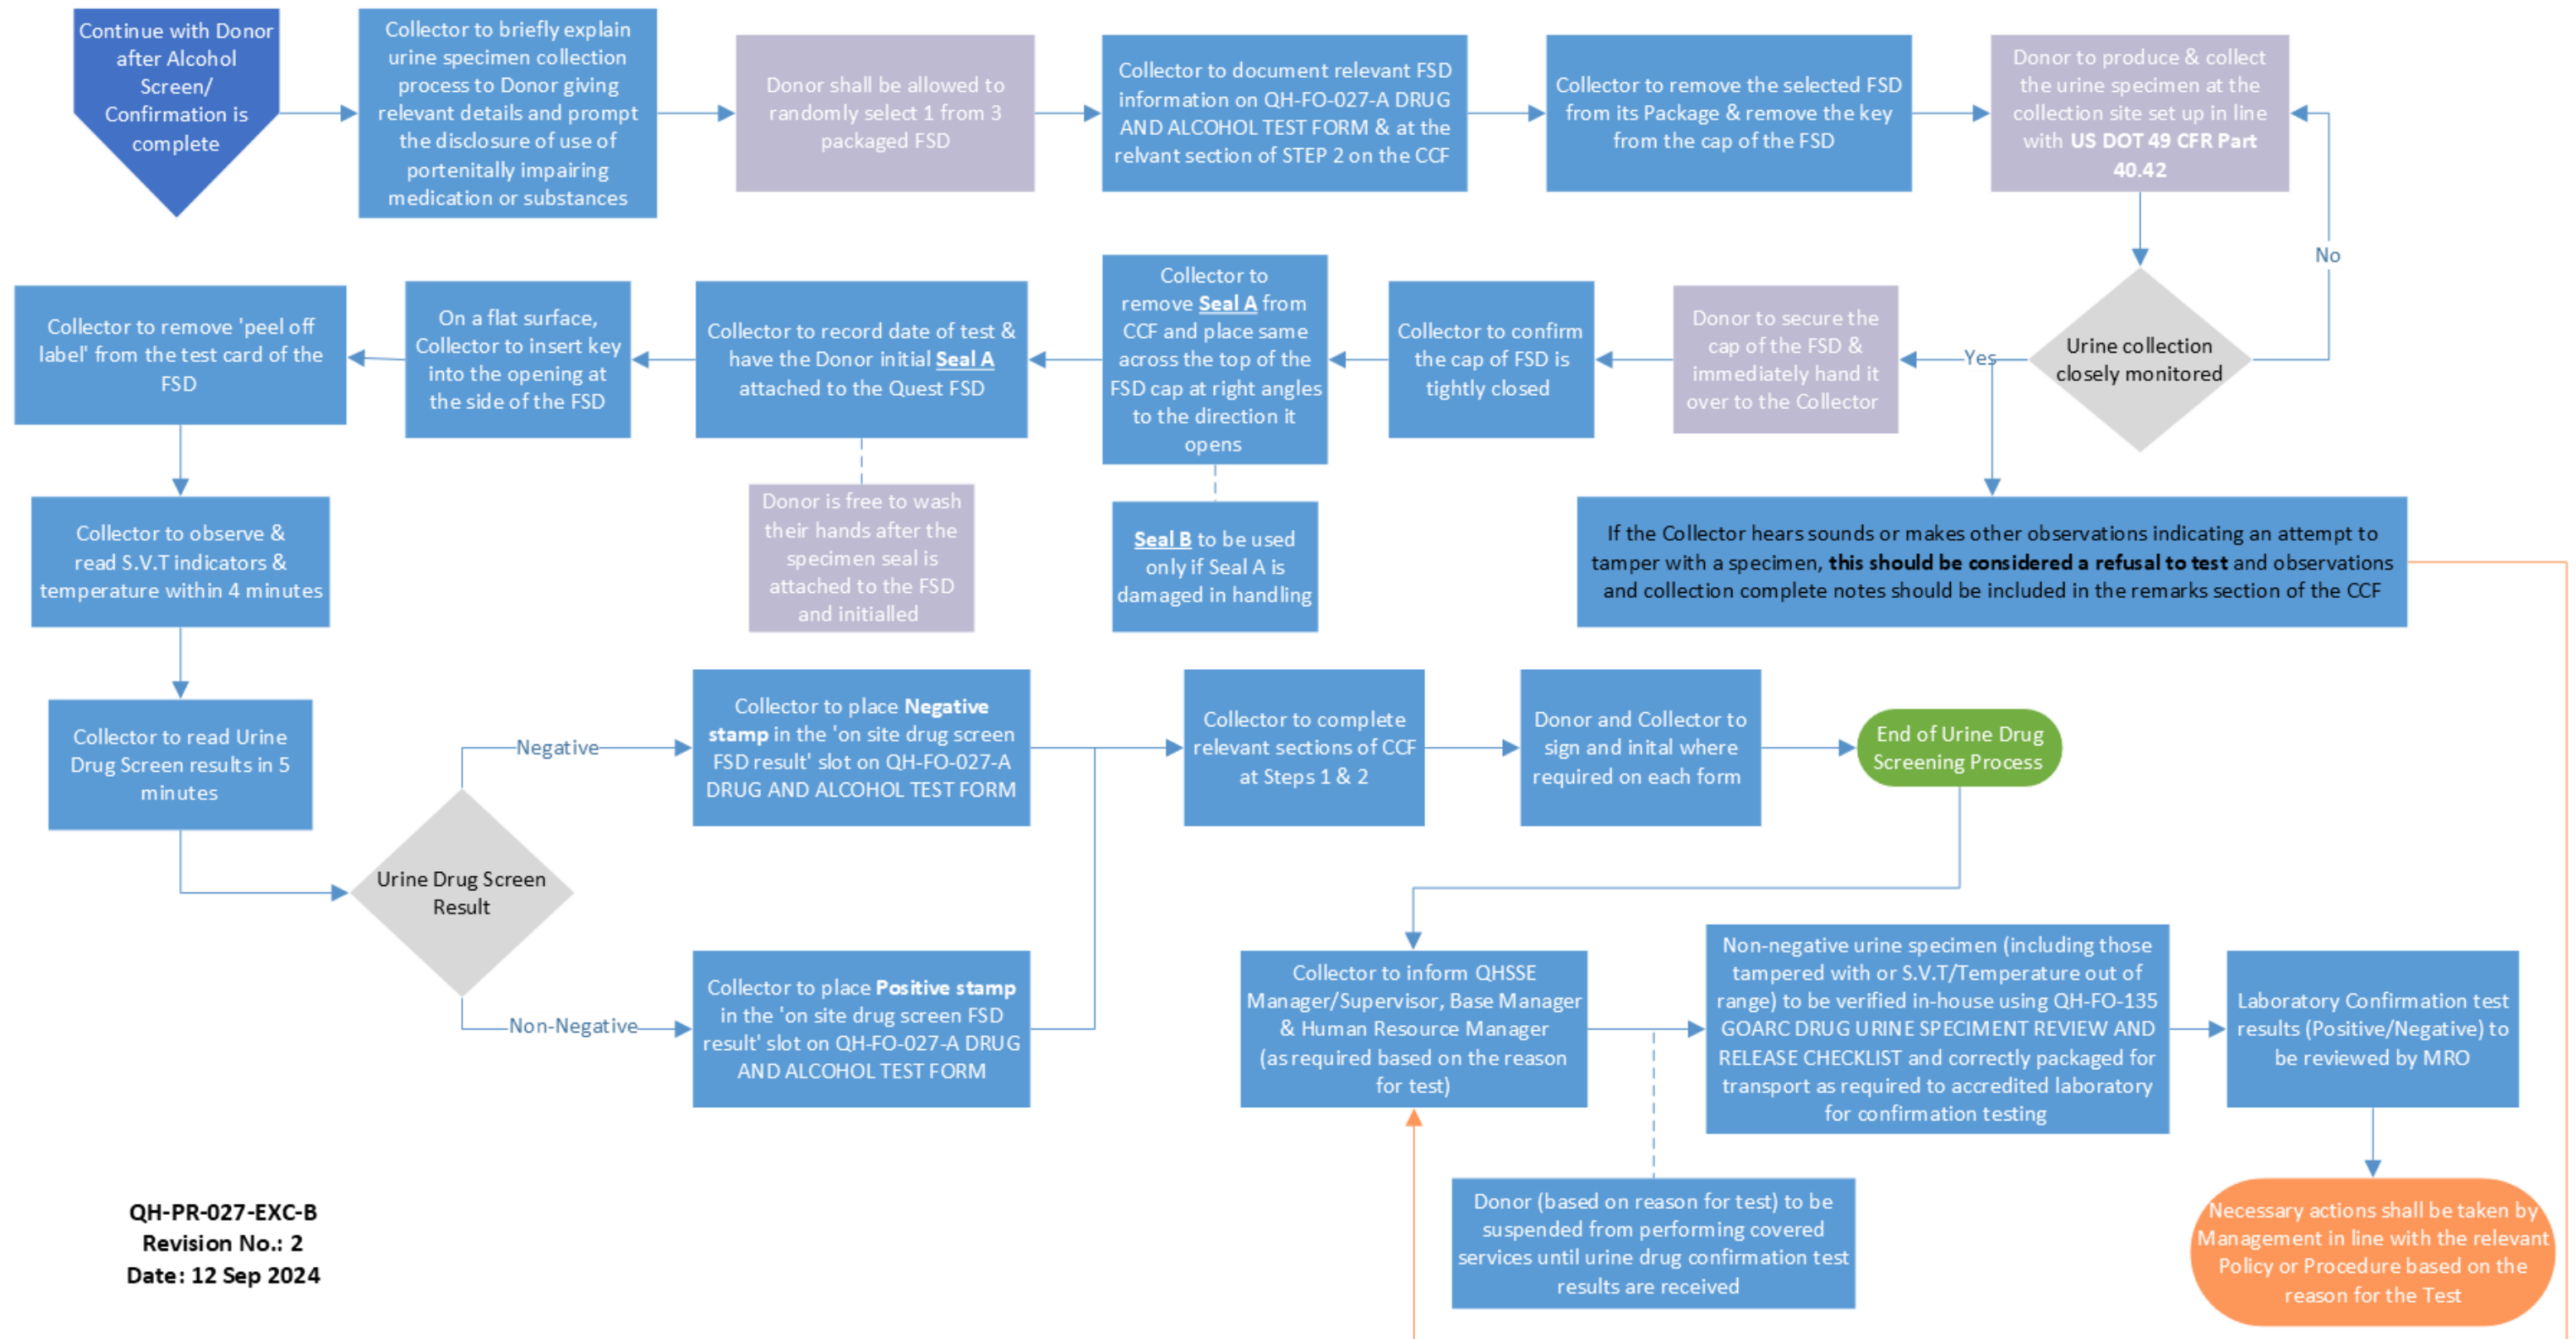 Continue with Donor
after Alcohol
Screen/
Confirmation is
complete
Collector to briefly explain
urine specimen collection
process to Donor giving
relevant details and prompt
the disclosure of use of
portenitally impairing
medication or substances
Donor shall be allowed to
randomly select 1 from 3
packaged FSD
Collector to document relevant FSD
information on QH-FO-027-A DRUG
AND ALCOHOL TEST FORM & at the
relvant section of STEP 2 on the CCF
Collector to remove the selected FSD
from its Package & remove the key
from the cap of the FSD
Donor to produce & collect
the urine specimen at the
collection site set up in line
with US DOT 49 CFR Part
40.42
No
Urine collection
closely monitored
Yes
Donor to secure the
cap of the FSD &
immediately hand it
over to the Collector
Collector to confirm
the cap of FSD is
tightly closed
Collector to
remove Seal A from
CCF and place same
across the top of the
FSD cap at right angles
to the direction it
opens
Collector to record date of test &
have the Donor initial Seal A
attached to the Quest FSD
On a flat surface,
Collector to insert key
into the opening at
the side of the FSD
Collector to remove 'peel off
label' from the test card of the
FSD
Collector to observe &
read S.V.T indicators &
temperature within 4 minutes
Donor is free to wash
their hands after the
specimen seal is
attached to the FSD
and initialled
Seal B to be used
only if Seal A is
damaged in handling
If the Collector hears sounds or makes other observations indicating an attempt to
tamper with a specimen, this should be considered a refusal to test and observations
and collection complete notes should be included in the remarks section of the CCF
Collector to read Urine
Drug Screen results in 5
minutes
Urine Drug Screen
Result
Negative
Collector to place Negative
stamp in the 'on site drug screen
FSD result' slot on QH-FO-027-A
DRUG AND ALCOHOL TEST FORM
Non-Negative
Collector to place Positive stamp
in the 'on site drug screen FSD
result' slot on QH-FO-027-A DRUG
AND ALCOHOL TEST FORM
Collector to complete
relevant sections of CCF
at Steps 1 & 2
Donor and Collector to
sign and inital where
required on each form
End of Urine Drug
Screening Process
Collector to inform QHSSE
Manager/Supervisor, Base Manager
& Human Resource Manager
(as required based on the reason
for test)
Non-negative urine specimen (including those
tampered with or S.V.T/Temperature out of
range) to be verified in-house using QH-FO-135
GOARC DRUG URINE SPECIMENT REVIEW AND
RELEASE CHECKLIST and correctly packaged for
transport as required to accredited laboratory
for confirmation testing
Laboratory Confirmation test
results (Positive/Negative) to
be reviewed by MRO
Donor (based on reason for test) to be
suspended from performing covered
services until urine drug confirmation test
results are received
Necessary actions shall be taken by
Management in line with the relevant
Policy or Procedure based on the
reason for the Test
QH-PR-027-EXC-B
Revision No.: 2
Date: 12 Sep 2024